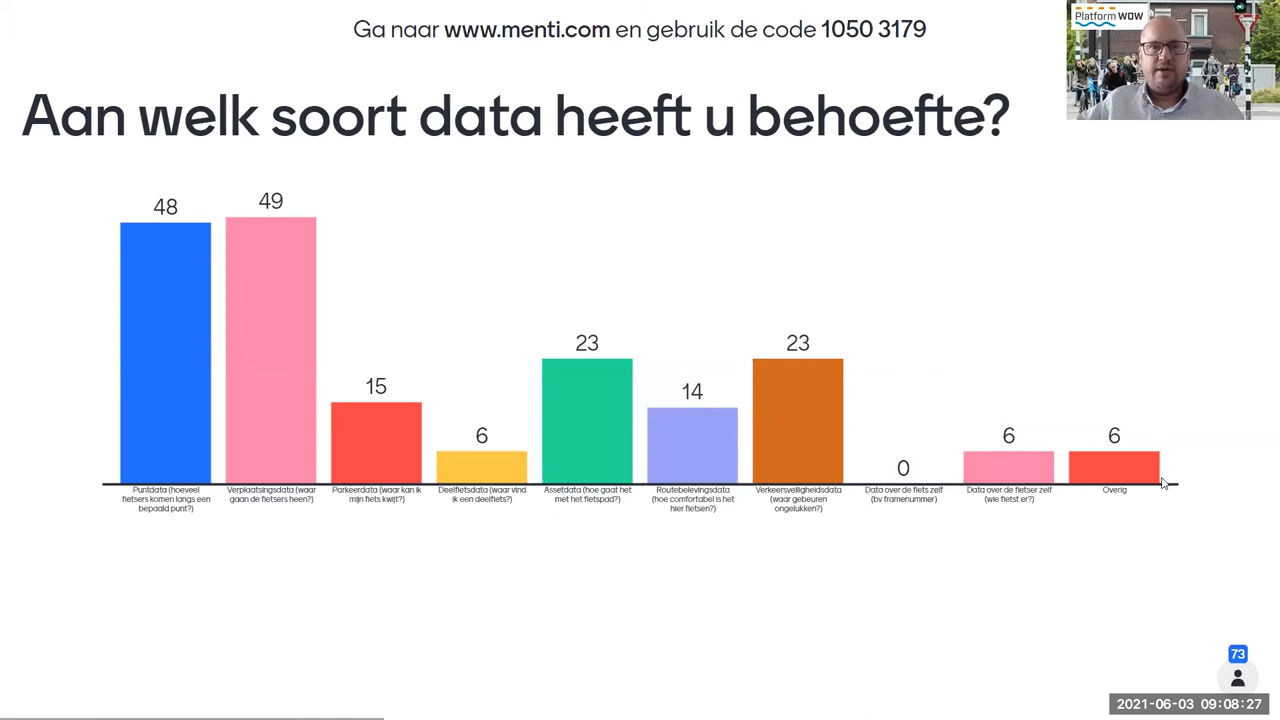 Ga naar www.menti.com en gebruik de code 1050 3179
Platform WOW
Aan welk soort data heeft u behoefte?
48
49
15
6
23
14
23
0
6
6
Puntdata (hoeveel
fietsers komen langs een
bepaald punt?)
Verplaatsingsdata (waar
gaan de fietsers heen?)
Parkeerdata (waar kan ik
mijn fiets kwijt?)
Deelfietsdata (waar vind
ik een deelfiets?)
Assetdata (hoe gaat het
met het fietspad?)
Routebelevingsdata
(hoe comfortabel is het
hier fietsen?)
Verkeersveiligheidsdata
(waar gebeuren
ongelukken?)
Data over de fiets zelf
(bv framenummer)
Data over de fietser zelf
(wie fietst er?)
Overig
73
2021-06-03 09:08:27